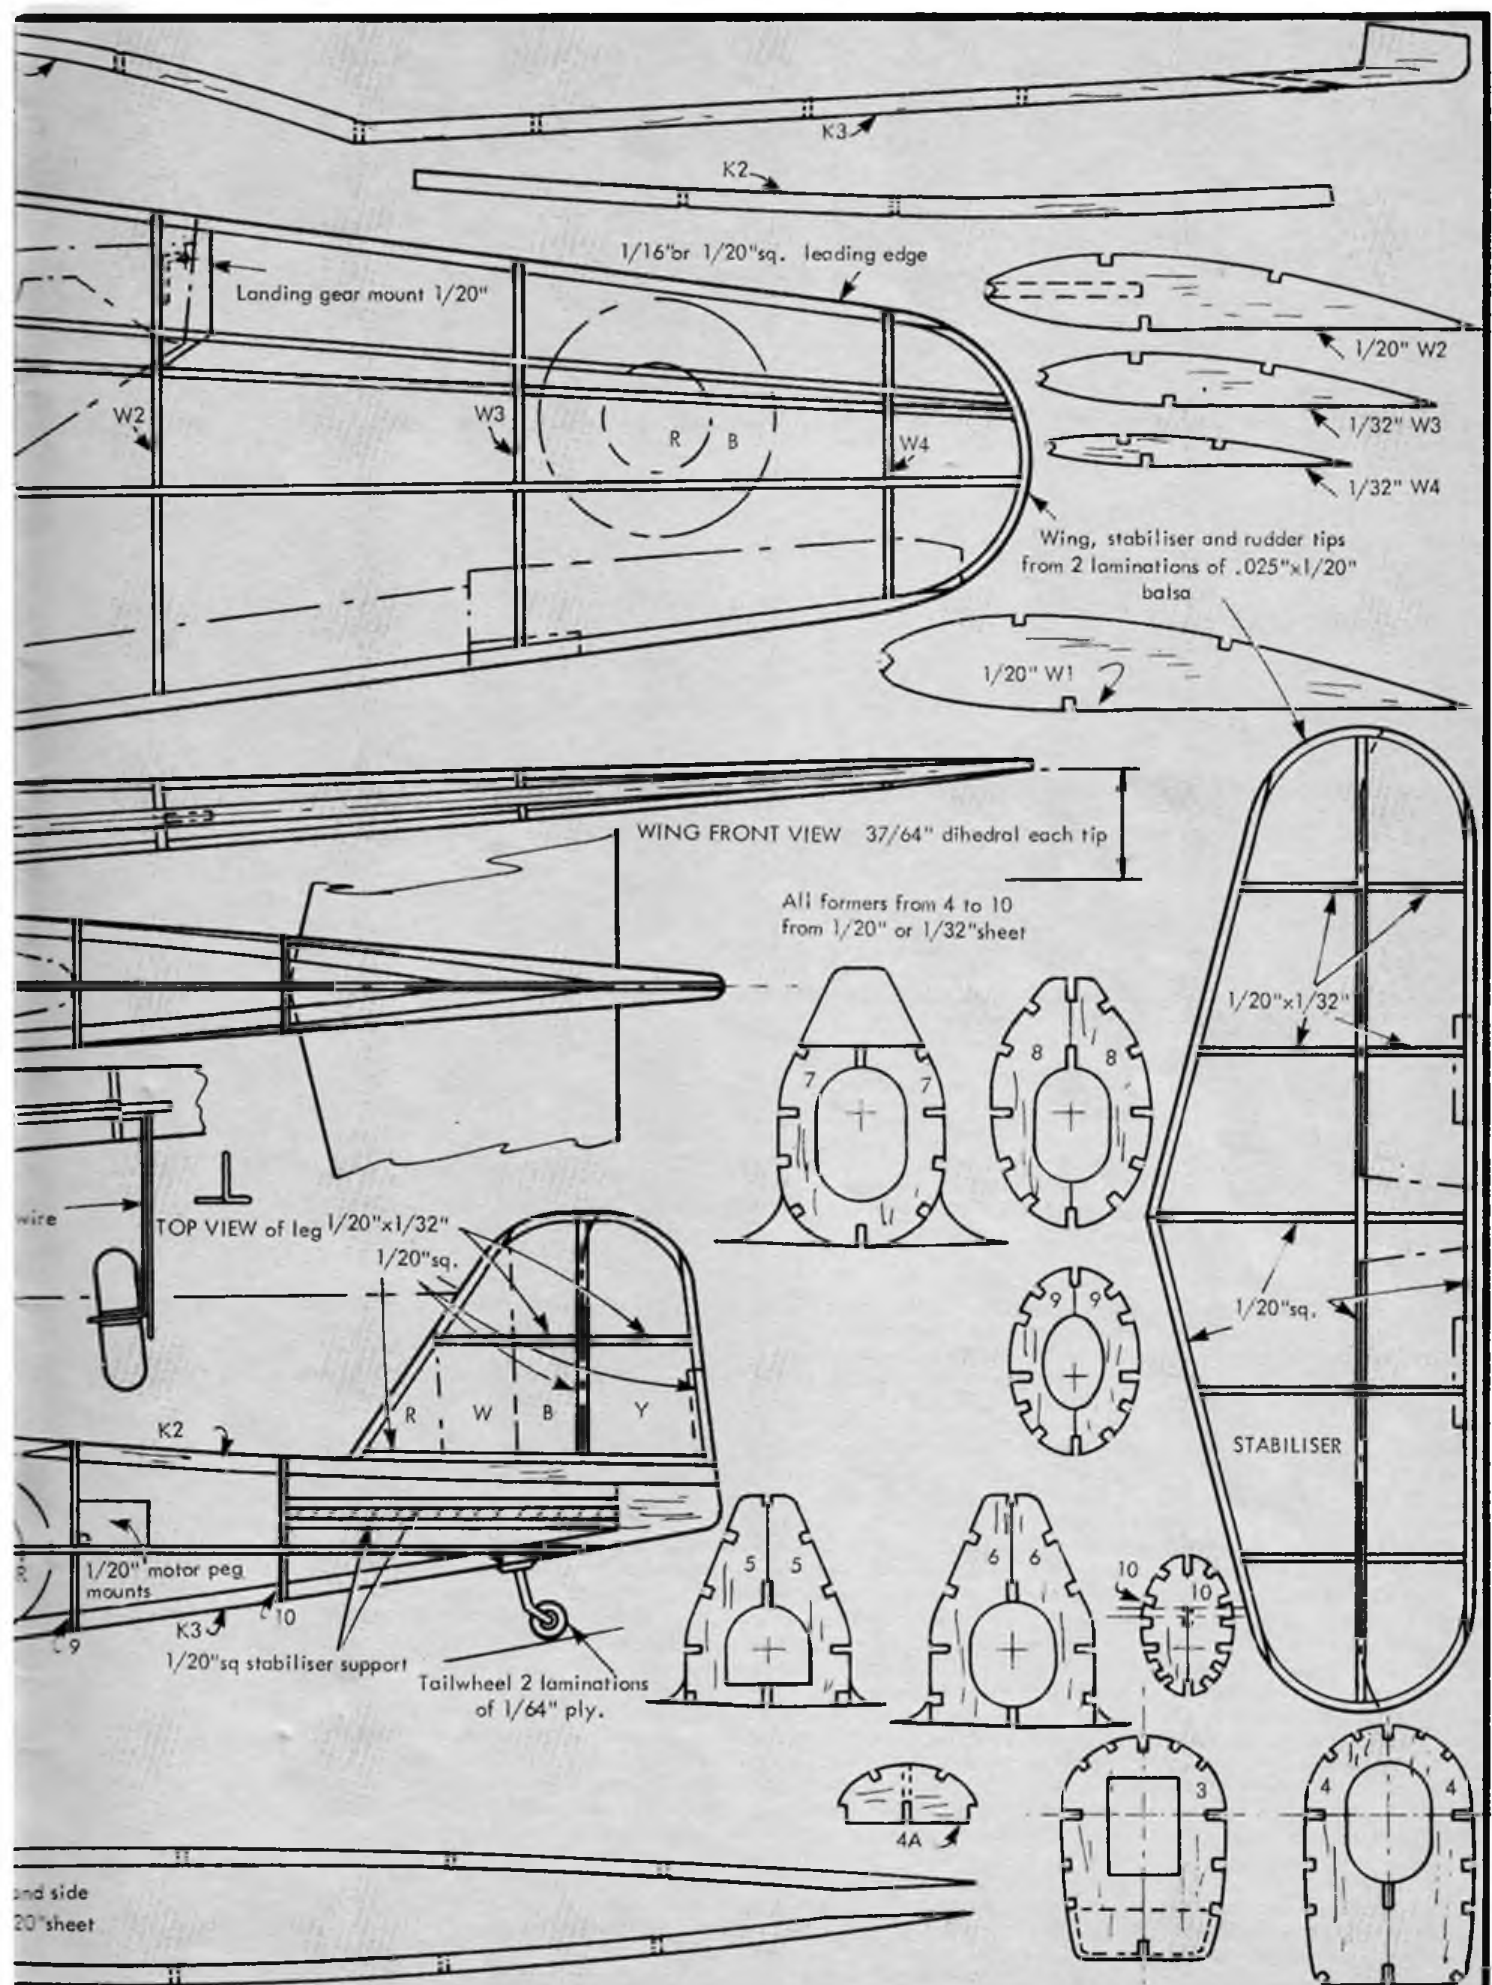 K3
K2
1/16"or 1/20"sq. leading edge
Landing gear mount 1/20"
1/20" W2
W2
W3
W4
R
B
1/32" W3
1/32" W4
Wing, stabiliser and rudder tips
from 2 laminations of .025"x1/20"
balsa
1/20" W1
WING FRONT VIEW 37/64" dihedral each tip
All formers from 4 to 10
from 1/20" or 1/32"sheet
1/20"x1/32"
7 7
8 8
wire
TOP VIEW of leg
1/20"x1/32"
1/20"sq.
9 9
1/20"sq.
R W B Y
K2
STABILISER
1/20" motor peg
mounts
R
9
K3
10
1/20"sq stabiliser support
Tailwheel 2 laminations
of 1/64" ply.
5 5
6 6
10
10
4A
3
4 4
and side
20"sheet